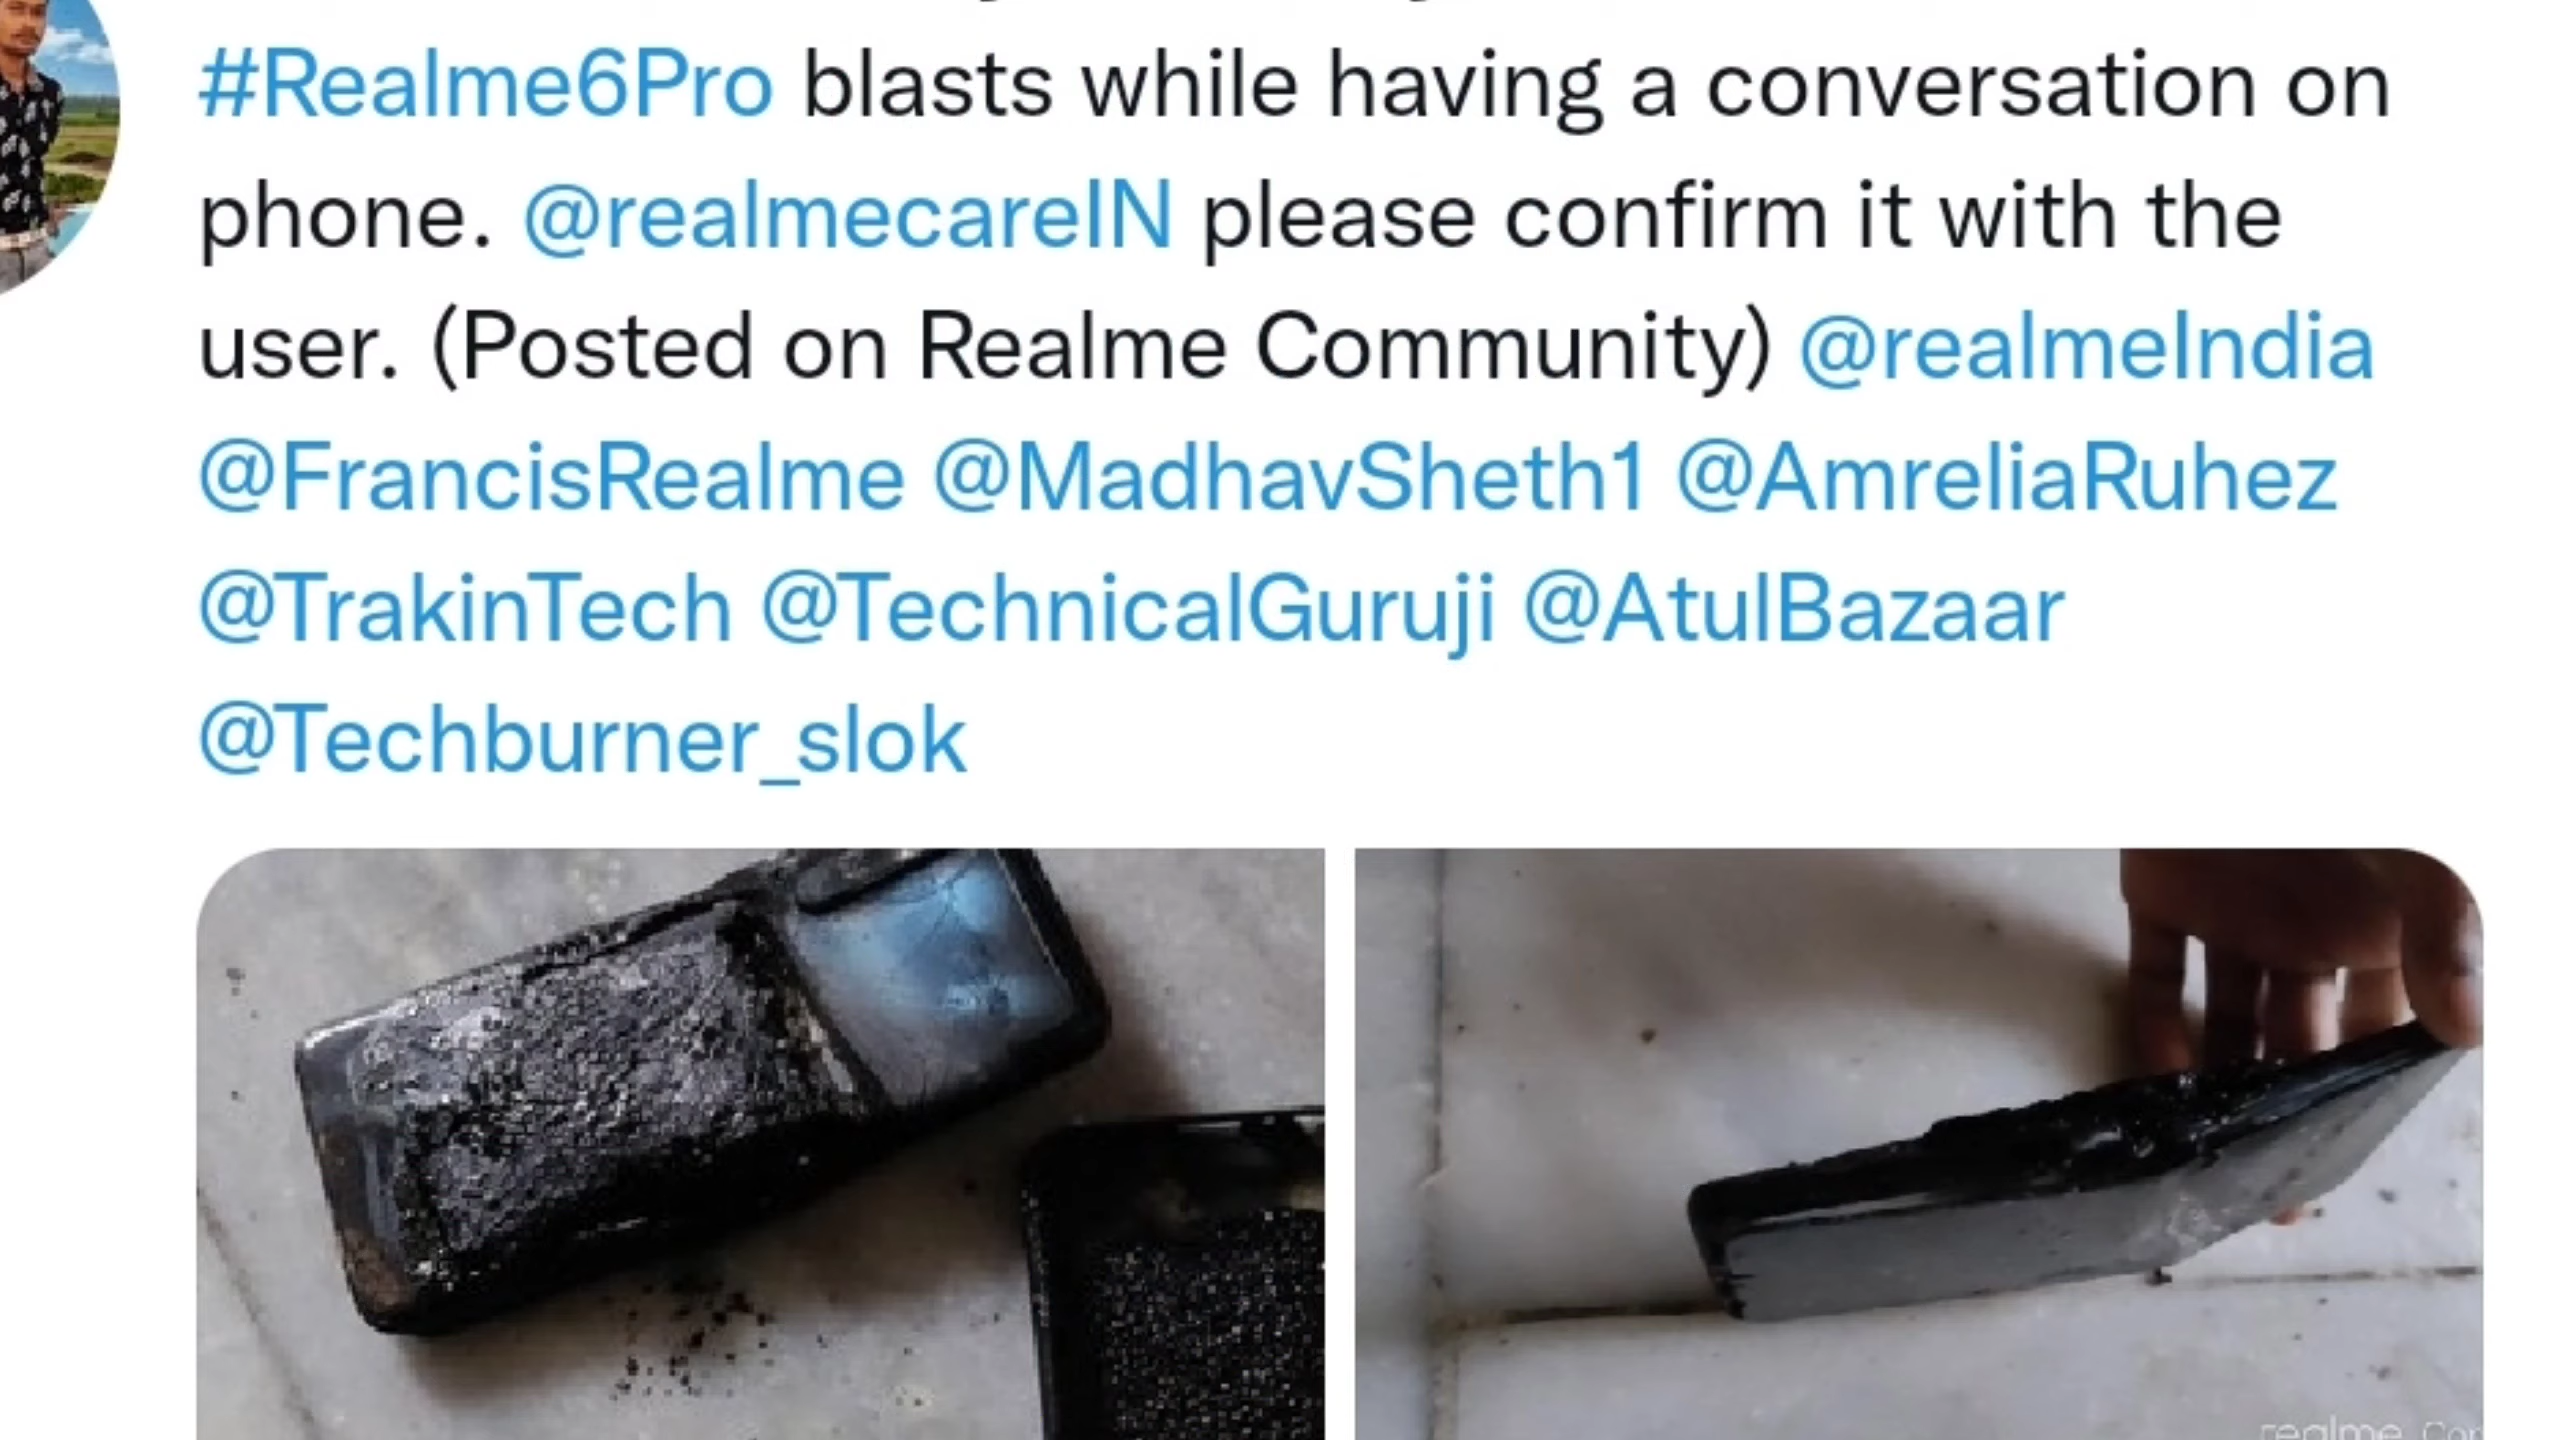 #Realme6Pro blasts while having a conversation on
phone. @realmecareIN please confirm it with the
user. (Posted on Realme Community) @realmeIndia
@FrancisRealme @MadhavSheth1 @AmreliaRuhez
@TrakinTech @TechnicalGuruji @AtulBazaar
@Techburner_slok
realme